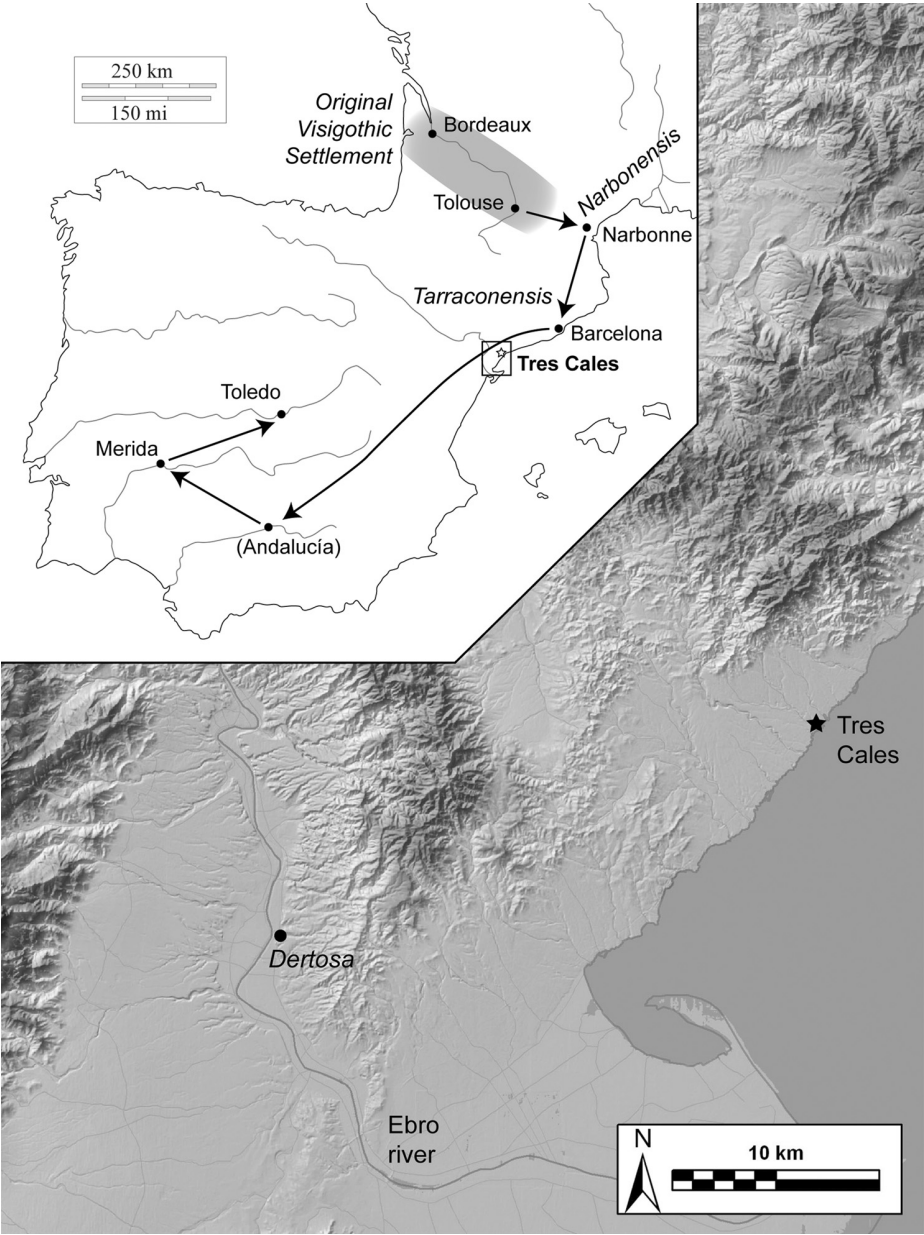 250 km
150 mi
Original
Visigothic
Settlement
Bordeaux
Tolouse
Narbonensis
Narbonne
Tarraconensis
Barcelona
Tres Cales
Toledo
Merida
(Andalucía)
Tres
Cales
Dertosa
Ebro
river
N
10 km